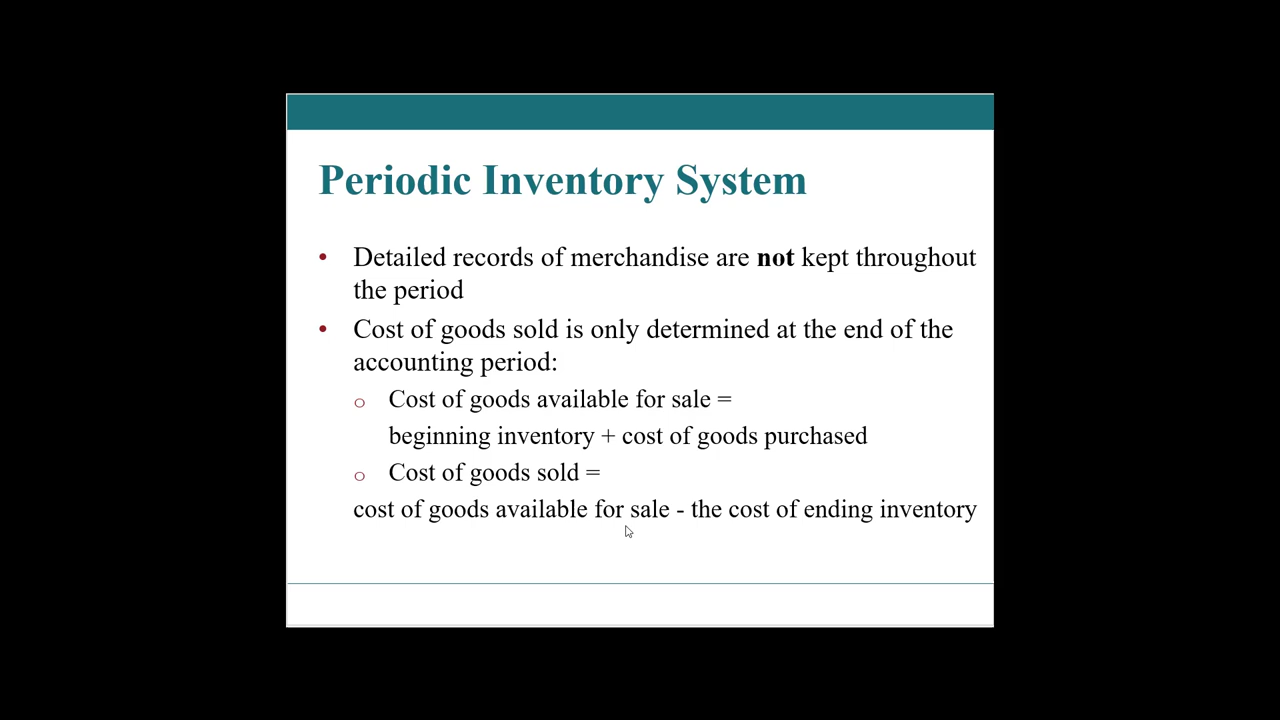 Periodic Inventory System
• Detailed records of merchandise are not kept throughout
the period
• Cost of goods sold is only determined at the end of the
accounting period:
o Cost of goods available for sale =
beginning inventory + cost of goods purchased
o Cost of goods sold =
cost of goods available for sale - the cost of ending inventory